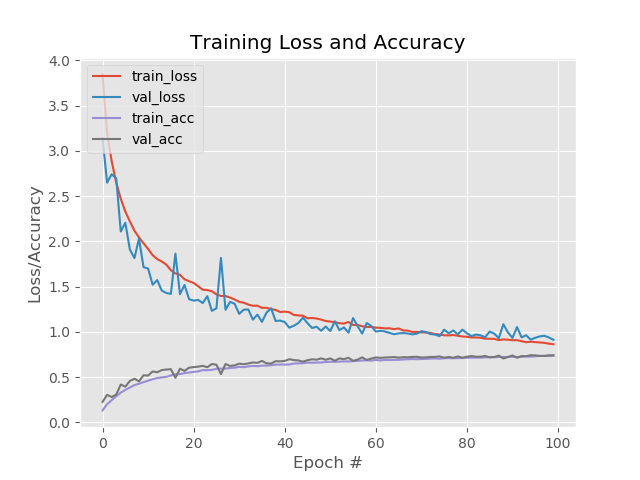 Training Loss and Accuracy
train_loss
val_loss
train_acc
val_acc
4.0
3.5
3.0
2.5
2.0
1.5
1.0
0.5
0.0
Loss/Accuracy
0 20 40 60 80 100
Epoch #